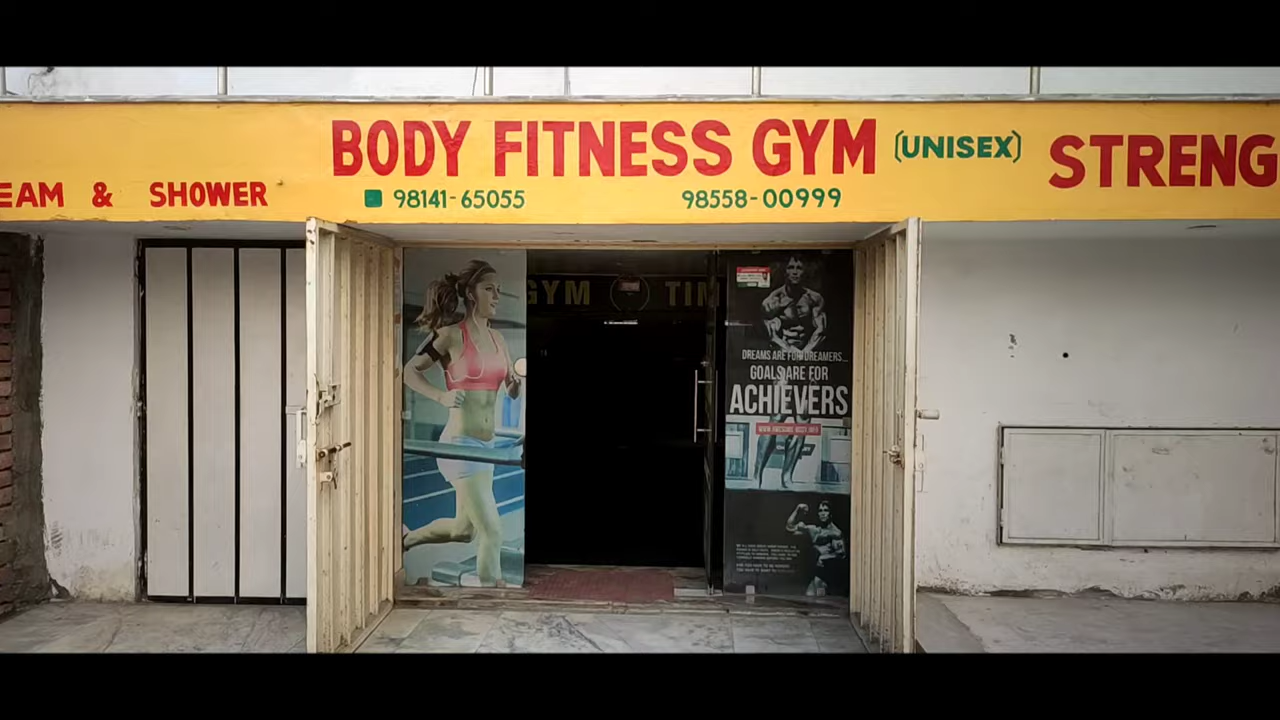 BODY FITNESS GYM (UNISEX) STRENG
EAM & SHOWER
98141-65055 98558-00999
GYM TIM
DREAMS ARE FOR DREAMERS...
GOALS ARE FOR
ACHIEVERS